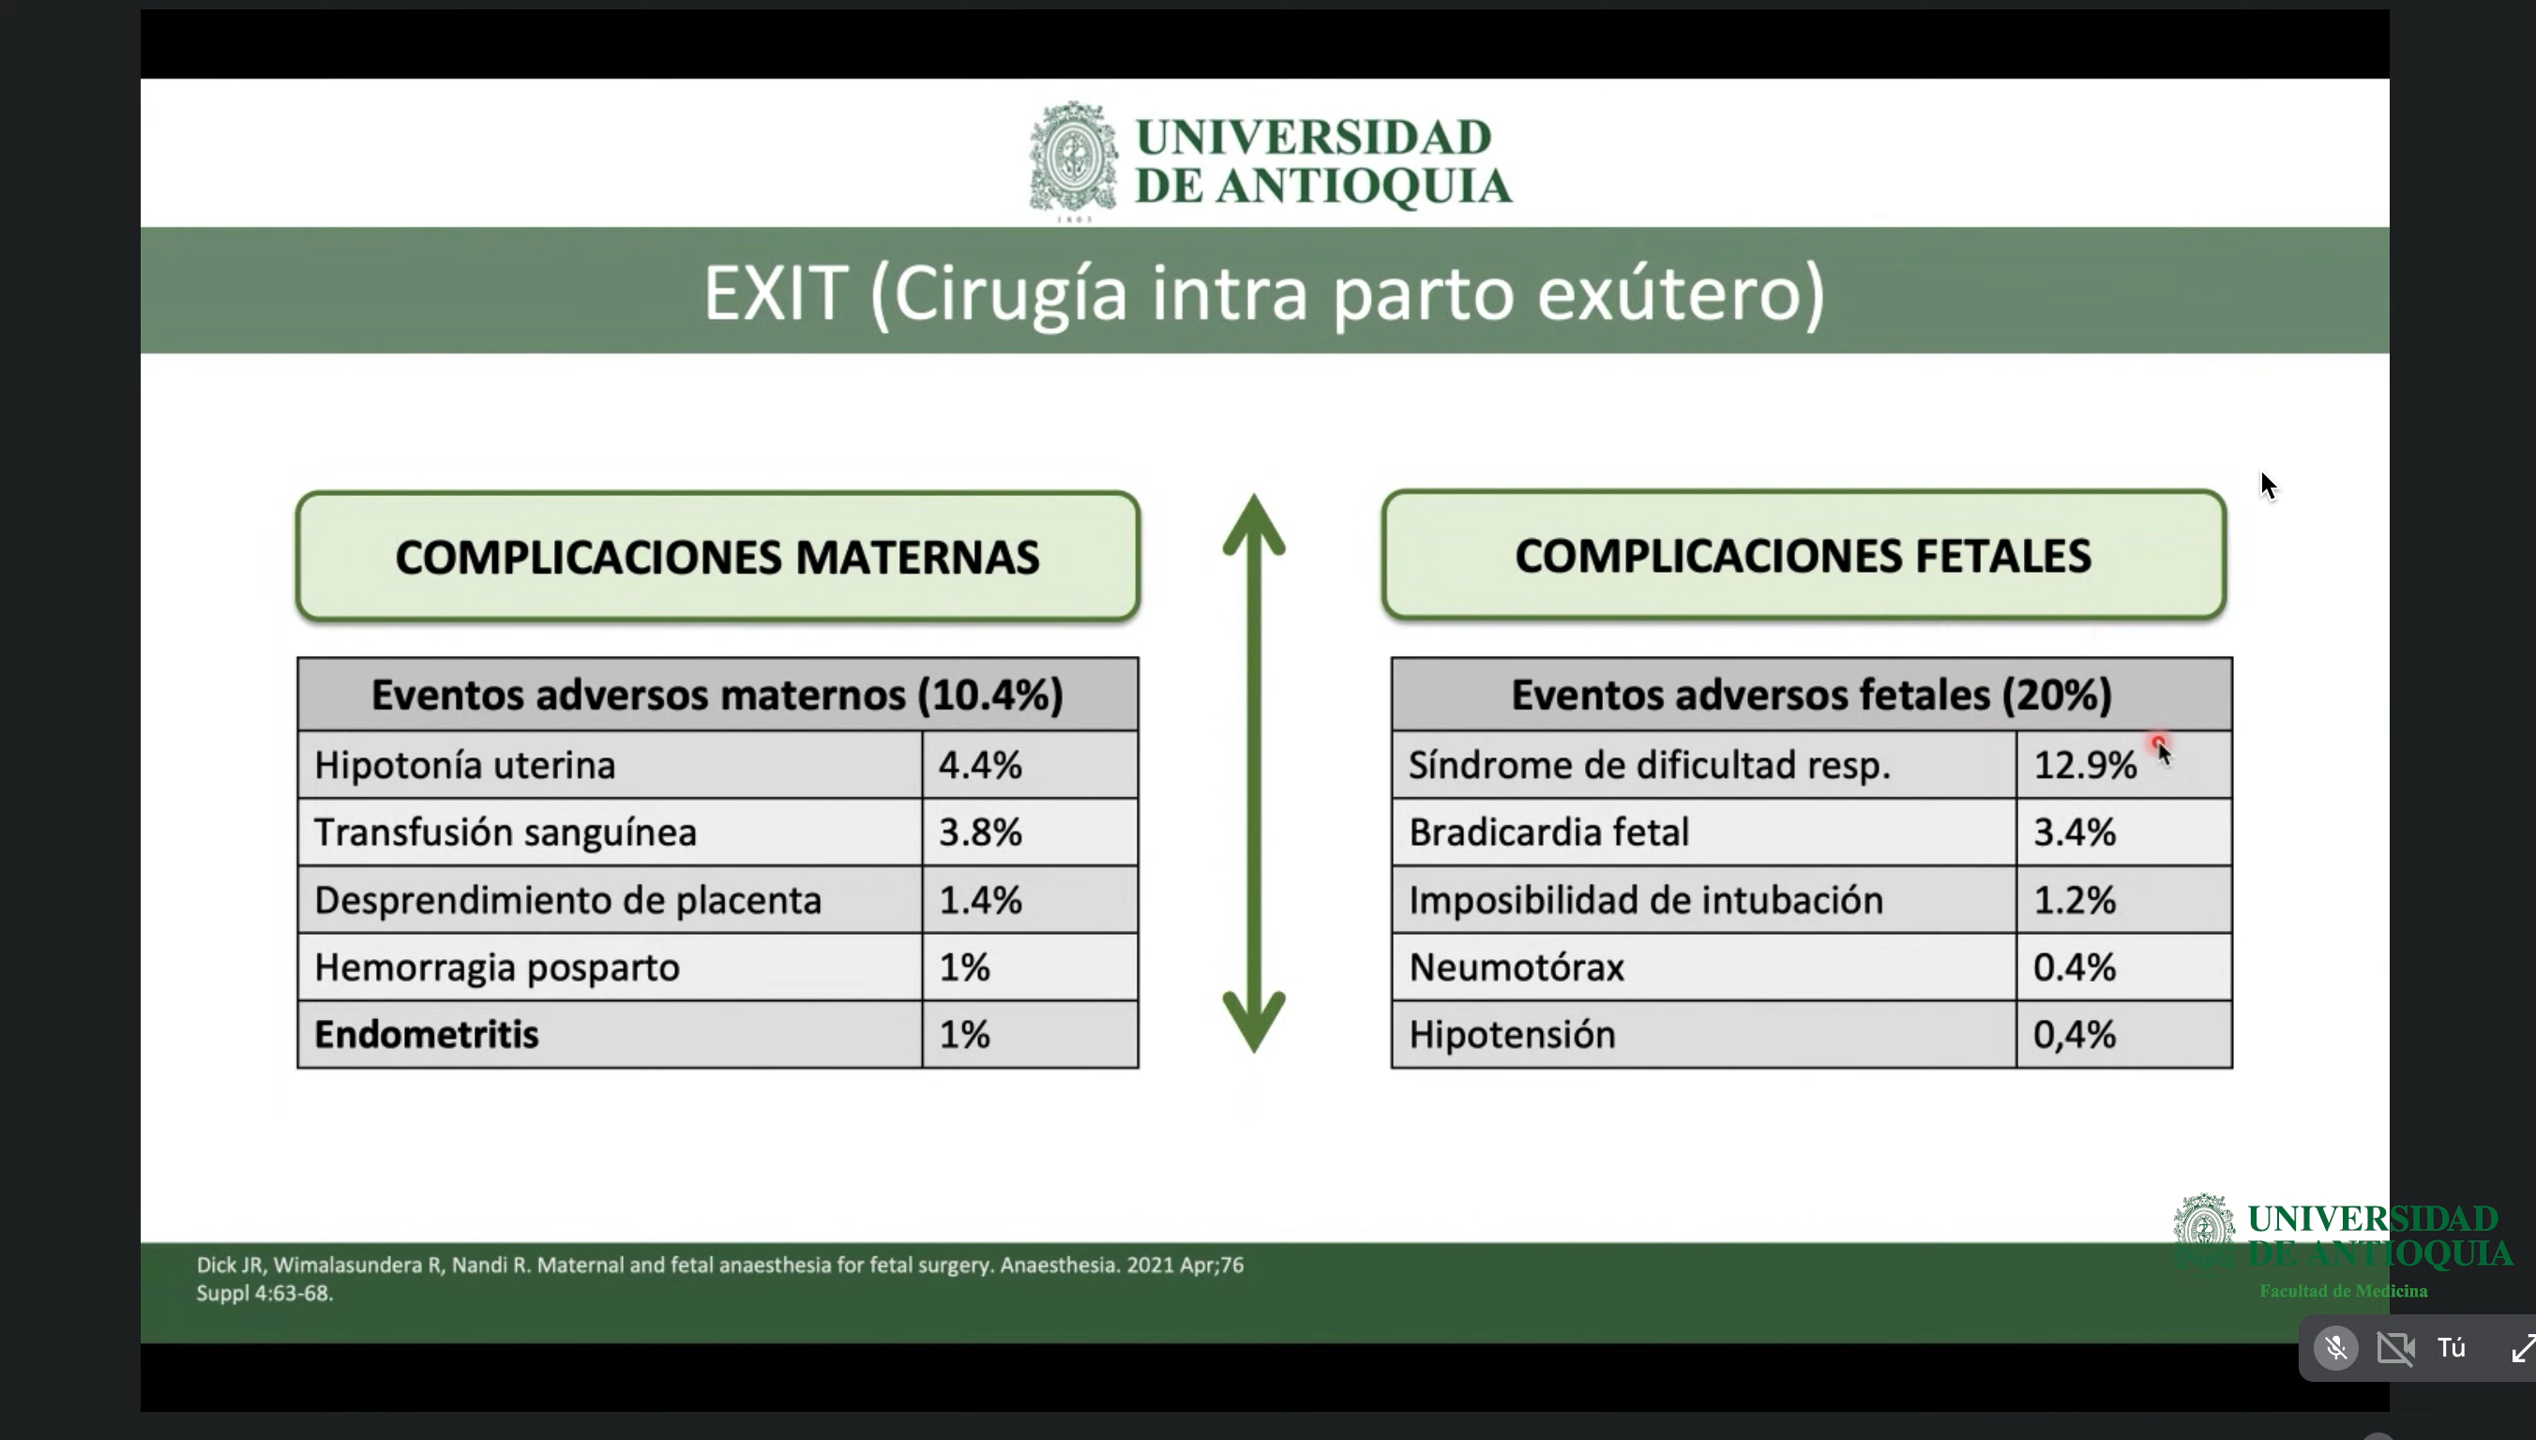 UNIVERSIDAD
DE ANTIOQUIA
1803
EXIT (Cirugía intra parto exútero)
COMPLICACIONES MATERNAS
Eventos adversos maternos (10.4%)
Hipotonía uterina 4.4%
Transfusión sanguínea 3.8%
Desprendimiento de placenta 1.4%
Hemorragia posparto 1%
Endometritis 1%
COMPLICACIONES FETALES
Eventos adversos fetales (20%)
Síndrome de dificultad resp. 12.9%
Bradicardia fetal 3.4%
Imposibilidad de intubación 1.2%
Neumotórax 0.4%
Hipotensión 0,4%
Dick JR, Wimalasundera R, Nandi R. Maternal and fetal anaesthesia for fetal surgery. Anaesthesia. 2021 Apr;76
Suppl 4:63-68.
UNIVERSIDAD
DE ANTIOQUIA
Facultad de Medicina
Tú